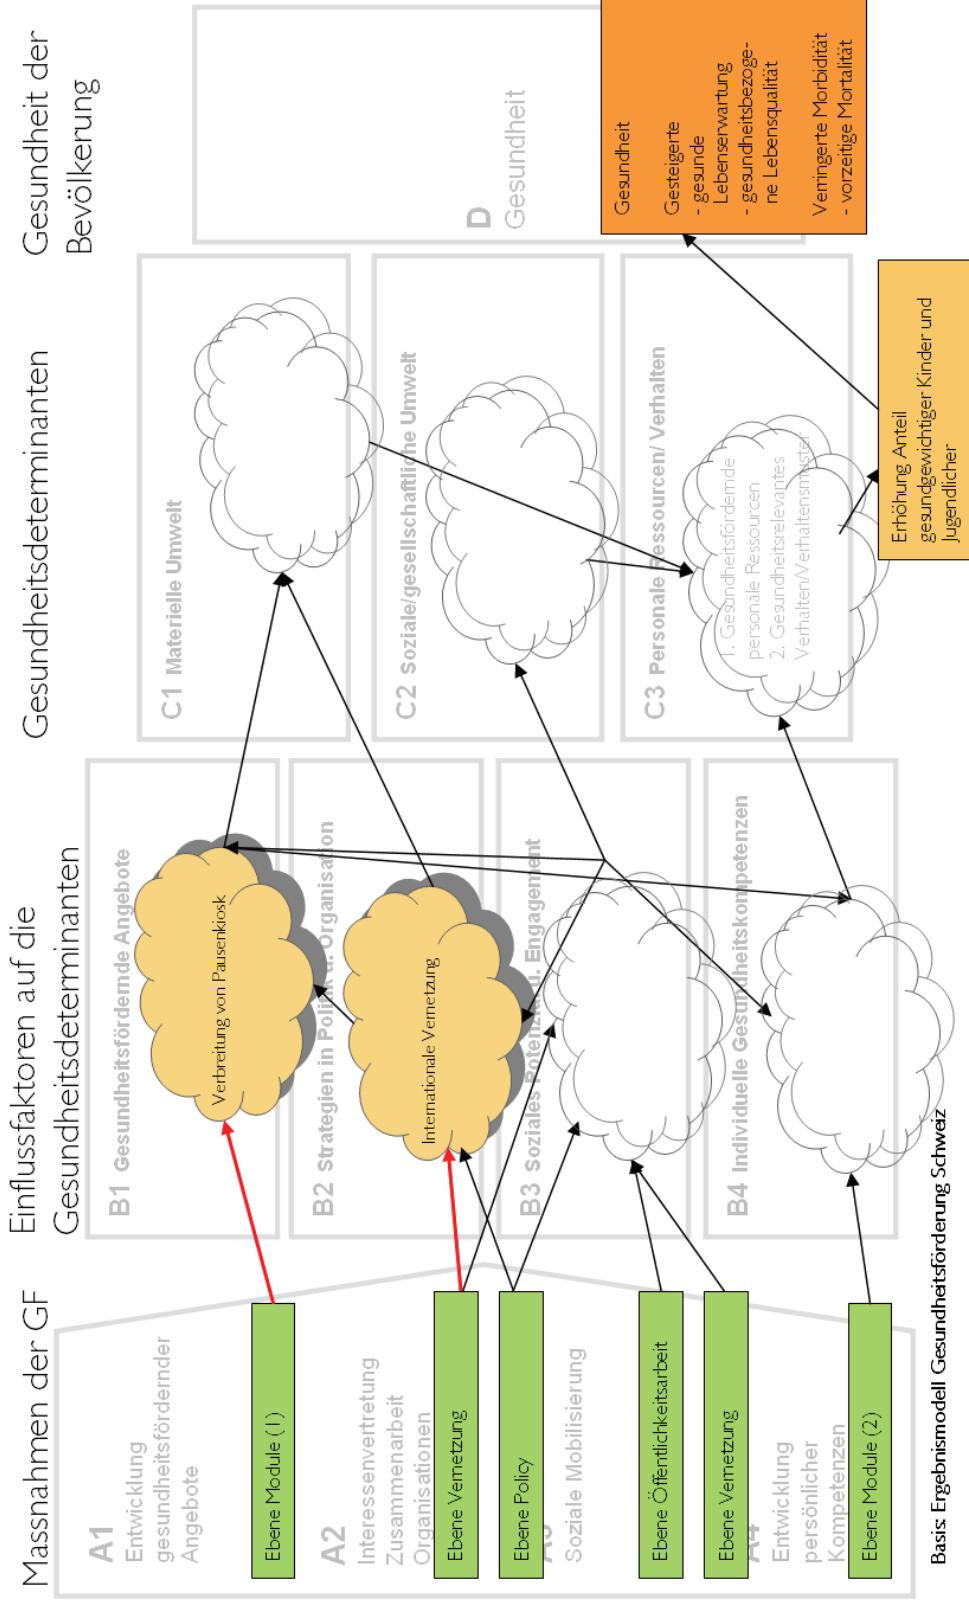 Massnahmen der GF
Einflussfaktoren auf die
Gesundheitsdeterminanten
Gesundheitsdeterminanten
Gesundheit der
Bevölkerung
A1
Entwicklung
gesundheitsfördernder
Angebote
Ebene Module (1)
A2
Interessenvertretung
Zusammenarbeit
Organisationen
Ebene Vernetzung
Ebene Policy
Soziale Mobilisierung
Ebene Öffentlichkeitsarbeit
Ebene Vernetzung
A4
Entwicklung
persönlicher
Kompetenzen
Ebene Module (2)
B1 Gesundheitsfördernde Angebote
Verbreitung von Pausenkiosk
B2 Strategien in Politik u. Organisation
Internationale Vernetzung
B3 Soziales Potenzial u. Engagement
B4 Individuelle Gesundheitskompetenzen
C1 Materielle Umwelt
C2 Soziale/gesellschaftliche Umwelt
C3 Personale Ressourcen/ Verhalten
1. Gesundheitsfördernde
personale Ressourcen
2. Gesundheitsrelevantes
Verhalten/Verhaltensmuster
Erhöhung Anteil
gesundgewichtiger Kinder und
Jugendlicher
D
Gesundheit
Gesundheit
Gesteigerte
- gesunde
Lebenserwartung
- gesundheitsbezoge-
ne Lebensqualität
Verringerte Morbidität
- vorzeitige Mortalität
Basis: Ergebnismodell Gesundheitsförderung Schweiz